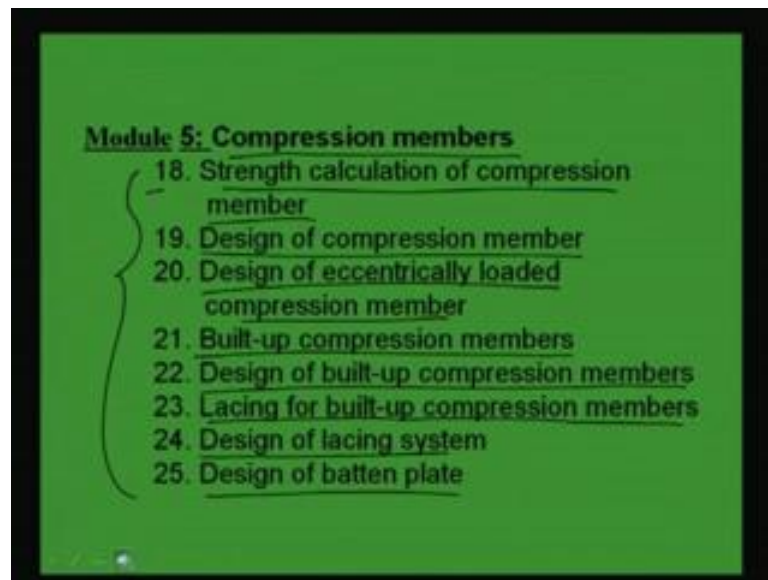 Module 5: Compression members
18. Strength calculation of compression
member
19. Design of compression member
20. Design of eccentrically loaded
compression member
21. Built-up compression members
22. Design of built-up compression members
23. Lacing for built-up compression members
24. Design of lacing system
25. Design of batten plate